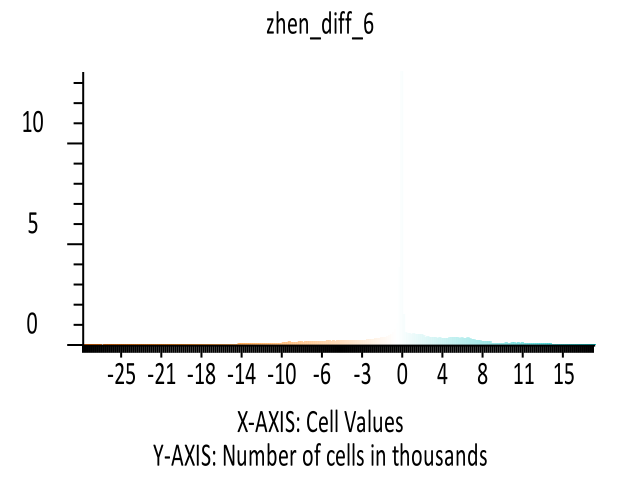 zhen_diff_6
10
5
0
-25 -21 -18 -14 -10 -6 -3 0 4 8 11 15
X-AXIS: Cell Values
Y-AXIS: Number of cells in thousands